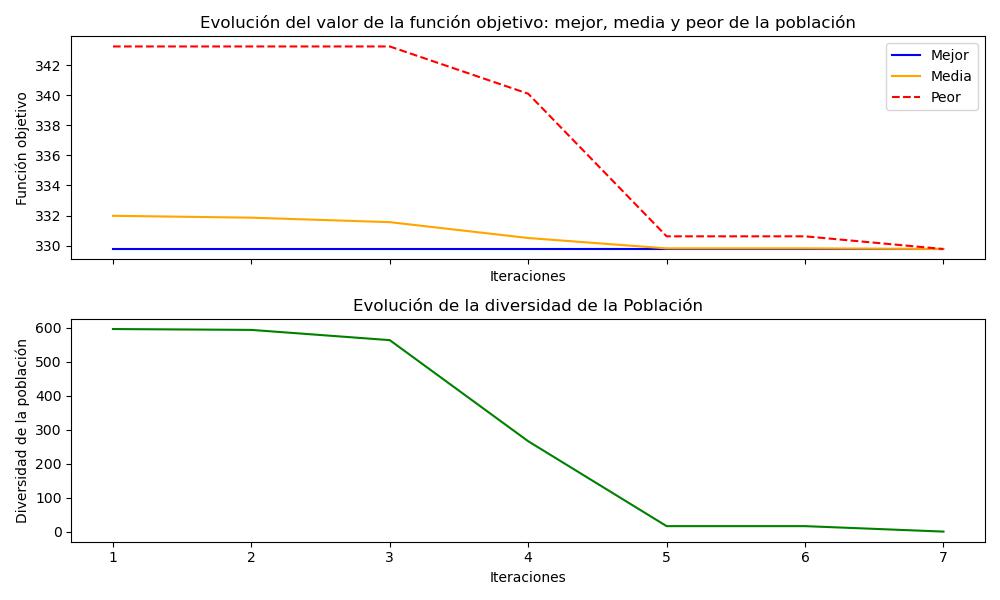 Evolución del valor de la función objetivo: mejor, media y peor de la población
Función objetivo
342
340
338
336
334
332
330
Mejor
Media
Peor
Iteraciones
Evolución de la diversidad de la Población
Diversidad de la población
600
500
400
300
200
100
0
1 2 3 4 5 6 7
Iteraciones